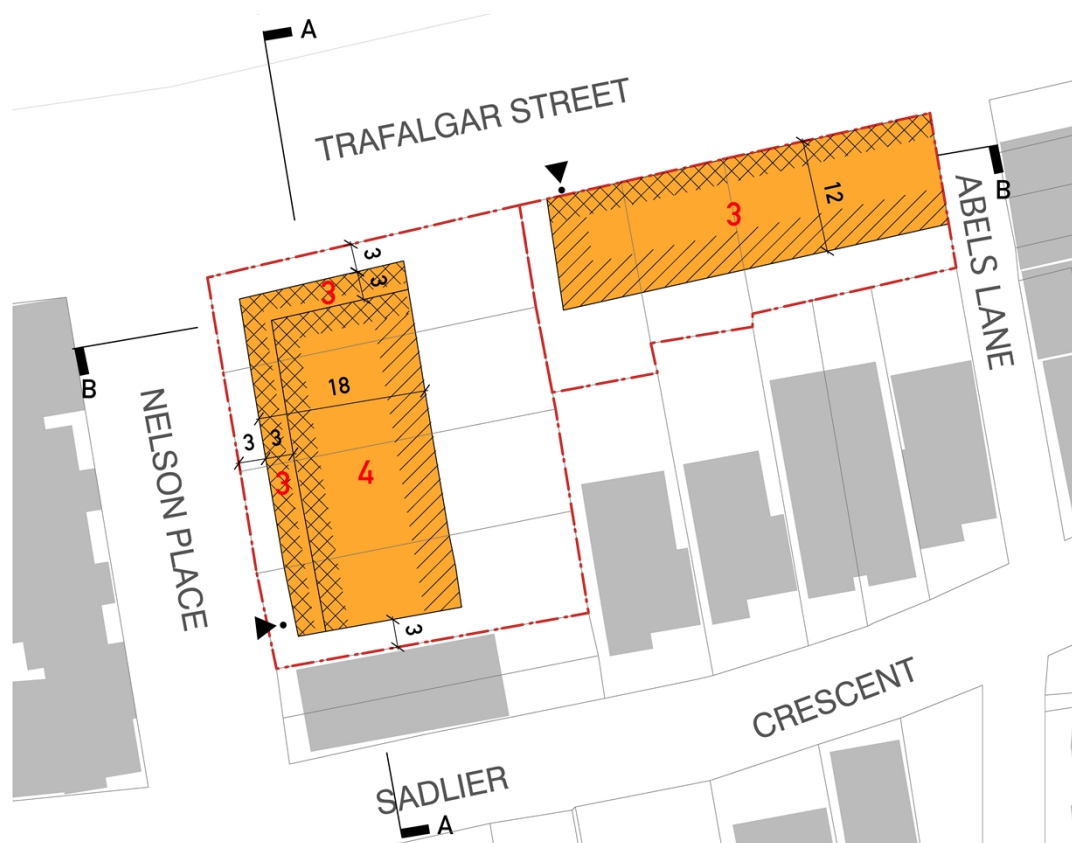 A
TRAFALGAR STREET
B
ABELS LANE
12
3
3
3
3
B
18
NELSON PLACE
3
3
4
3
3
SADLIER
CRESCENT
A